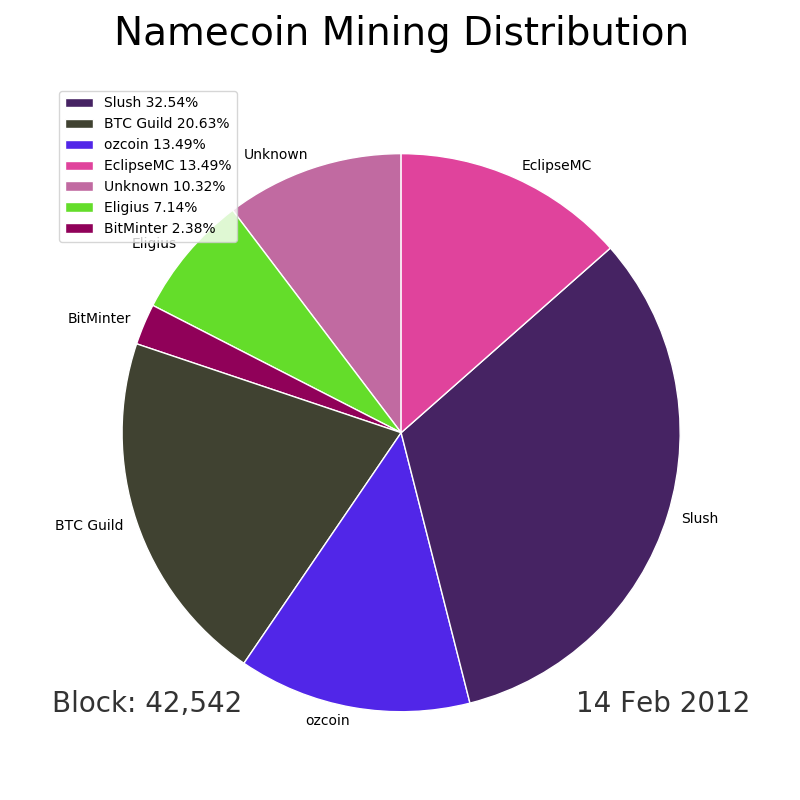 Namecoin Mining Distribution
Slush 32.54%
BTC Guild 20.63%
ozcoin 13.49%
EclipseMC 13.49%
Unknown 10.32%
Eligius 7.14%
BitMinter 2.38%
Unknown
EclipseMC
Eligius
BitMinter
BTC Guild
Slush
ozcoin
Block: 42,542
14 Feb 2012